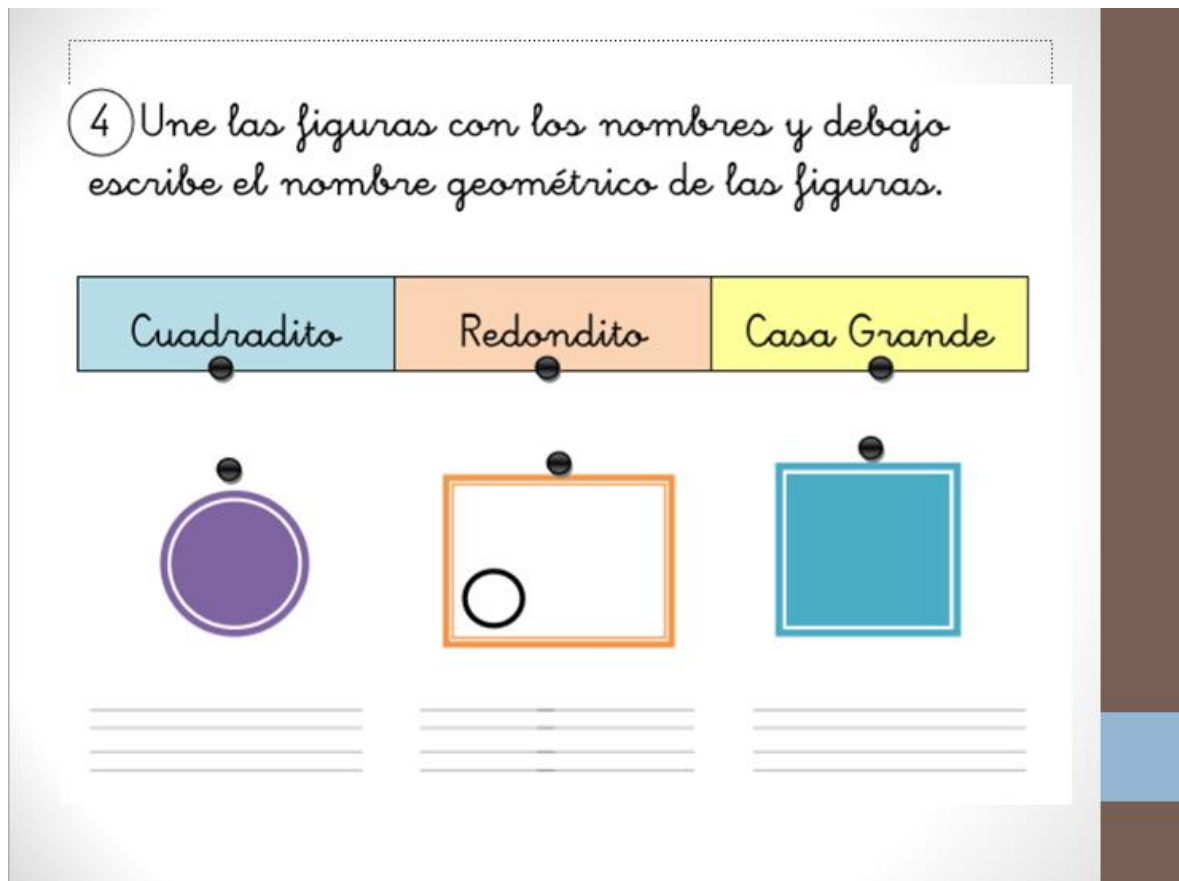 4 Une las figuras con los nombres y debajo
escribe el nombre geométrico de las figuras.
Cuadradito Redondito Casa Grande